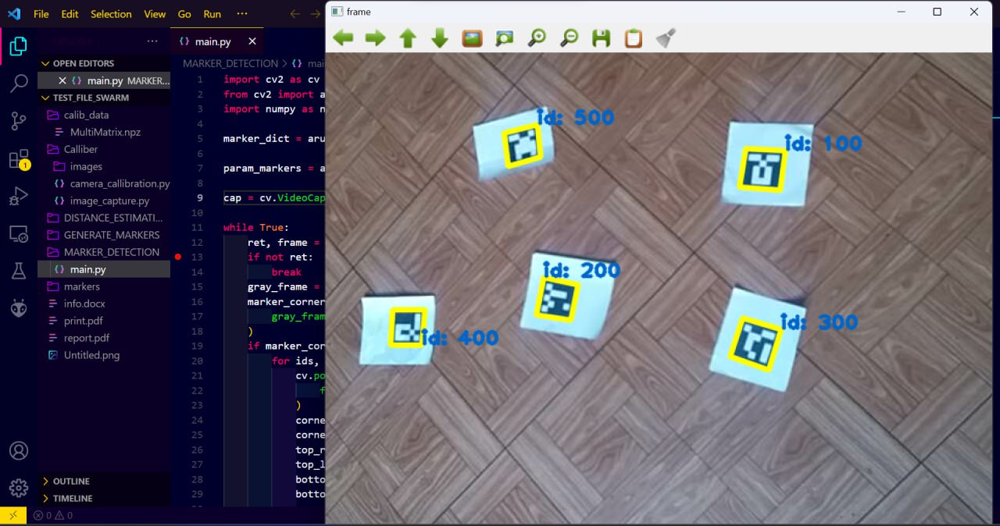 File Edit Selection View Go Run ···
frame
main.py
OPEN EDITORS
main.py MARKER...
TEST_FILE_SWARM
calib_data
MultiMatrix.npz
Calliber
images
camera_callibration.py
image_capture.py
DISTANCE_ESTIMATI...
GENERATE_MARKERS
MARKER_DETECTION
main.py
markers
info.docx
print.pdf
report.pdf
Untitled.png
OUTLINE
TIMELINE
0 0
1
MARKER_DETECTION > {} mai
1 import cv2 as cv
2 from cv2 import a
3 import numpy as n
4
5 marker_dict = aru
6
7 param_markers = a
8
9 cap = cv.VideoCap
10
11 while True:
12 ret, frame =
13 if not ret:
14 break
15 gray_frame =
16 marker_corner
17 gray_fram
18 )
19 if marker_cor
20 for ids,
21 cv.po
22 f
23 )
24 corne
25 corne
26 top_r
27 top_l
28 botto
29 botto
id: 500
id: 100
id: 200
id: 300
id: 400